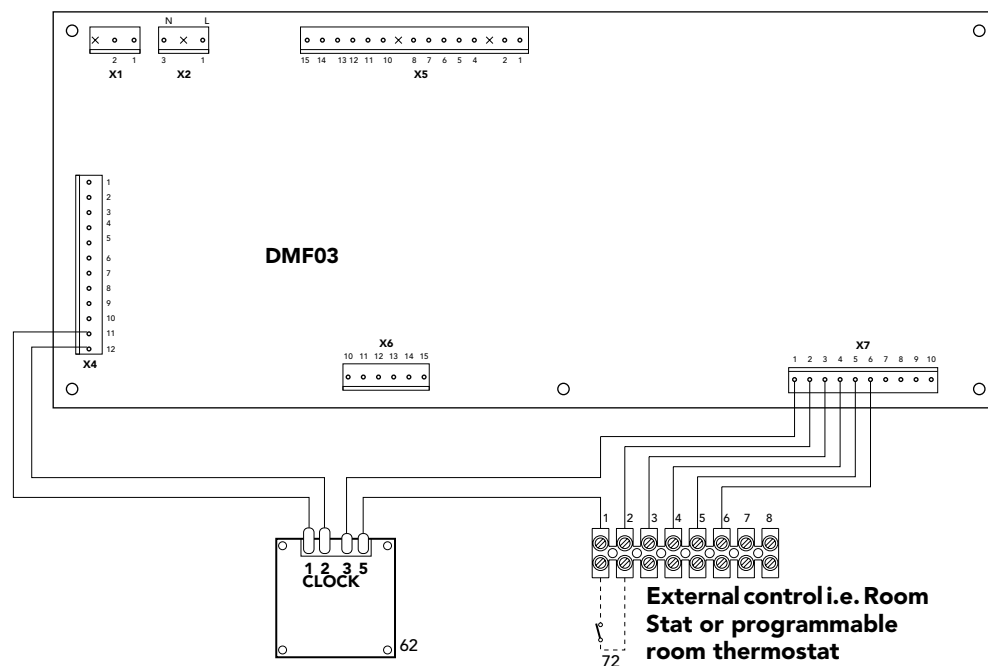 N L
2 1 3 1
X1 X2
15 14 13 12 11 10 8 7 6 5 4 2 1
X5
1
2
3
4
5
6
7
8
9
10
11
12
X4
DMF03
X6
10 11 12 13 14 15
X7
1 2 3 4 5 6 7 8 9 10
1 2 3 4 5 6 7 8
1 2 3 5
CLOCK
62
72
External control i.e. Room
Stat or programmable
room thermostat